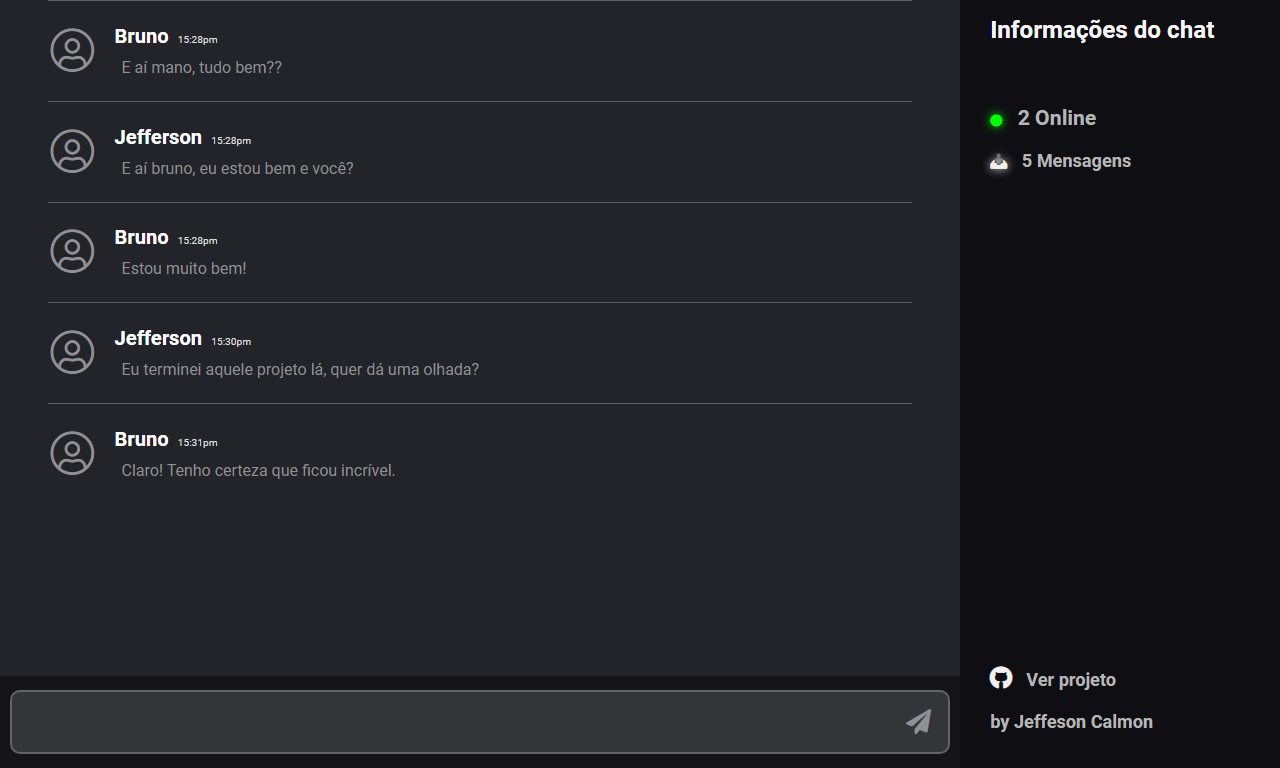 Bruno 15:28pm
E aí mano, tudo bem??
Jefferson 15:28pm
E aí bruno, eu estou bem e você?
Bruno 15:28pm
Estou muito bem!
Jefferson 15:30pm
Eu terminei aquele projeto lá, quer dá uma olhada?
Bruno 15:31pm
Claro! Tenho certeza que ficou incrível.
Informações do chat
2 Online
5 Mensagens
Ver projeto
by Jeffeson Calmon